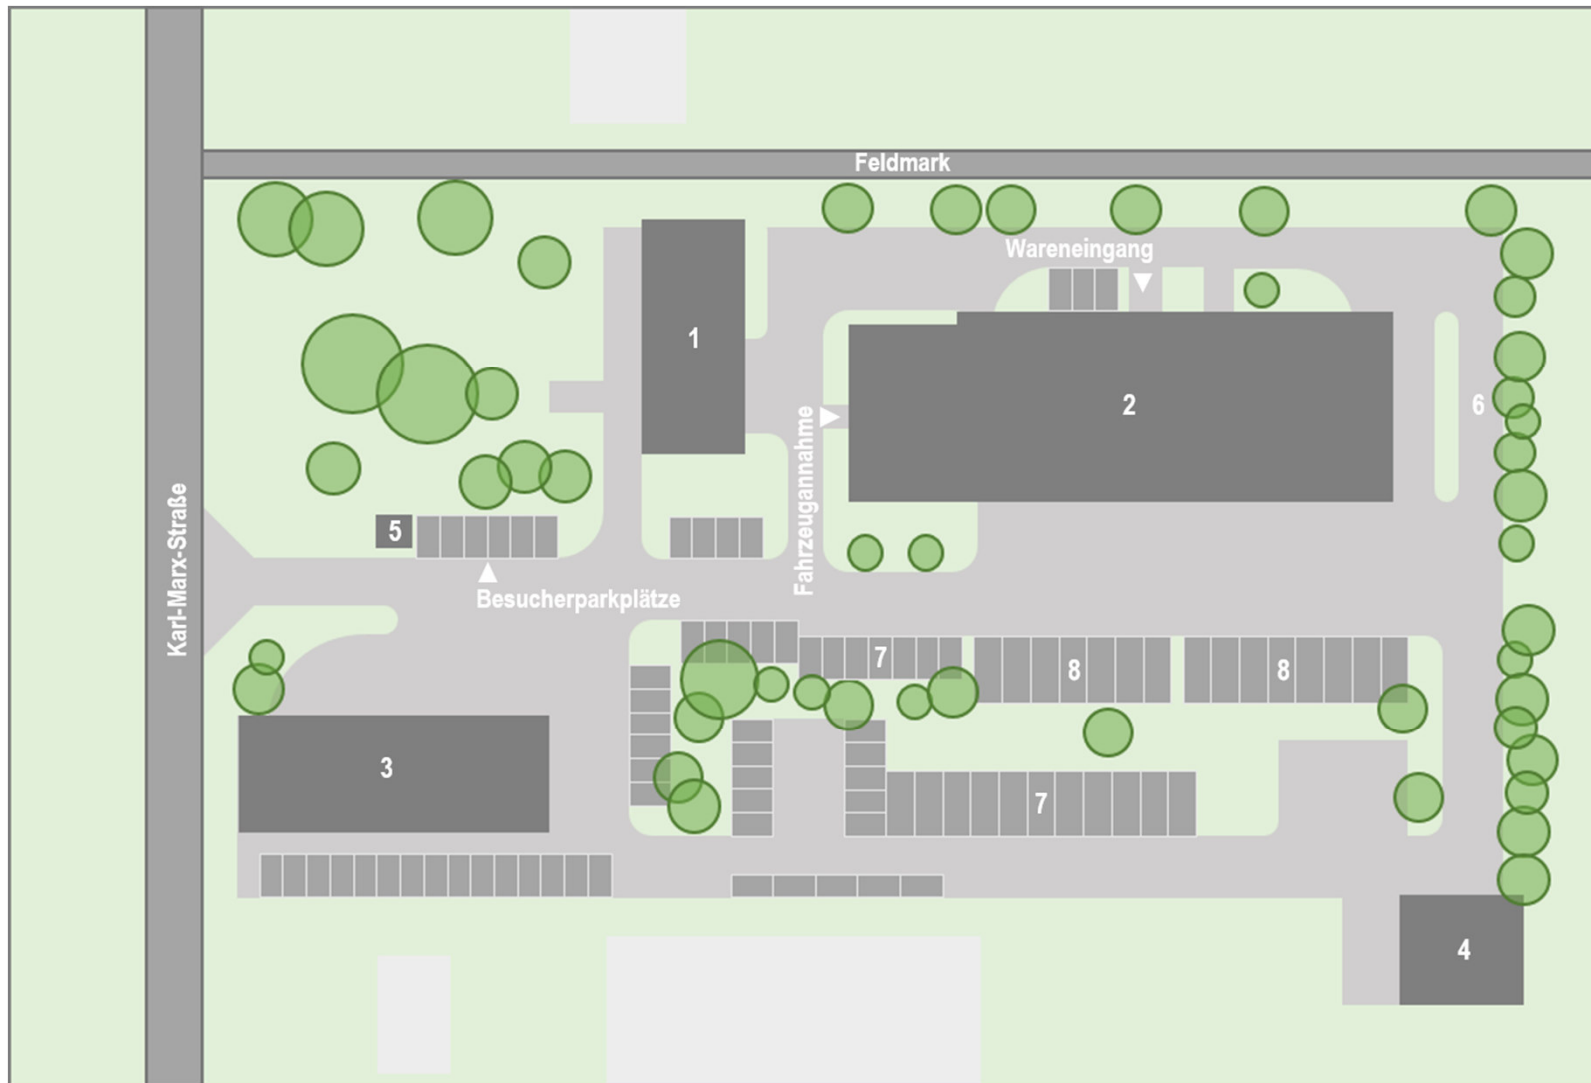 Feldmark
Wareneingang
1
2
6
Fahrzeugannahme
Karl-Marx-Straße
5
Besucherparkplätze
7
8
8
3
7
4